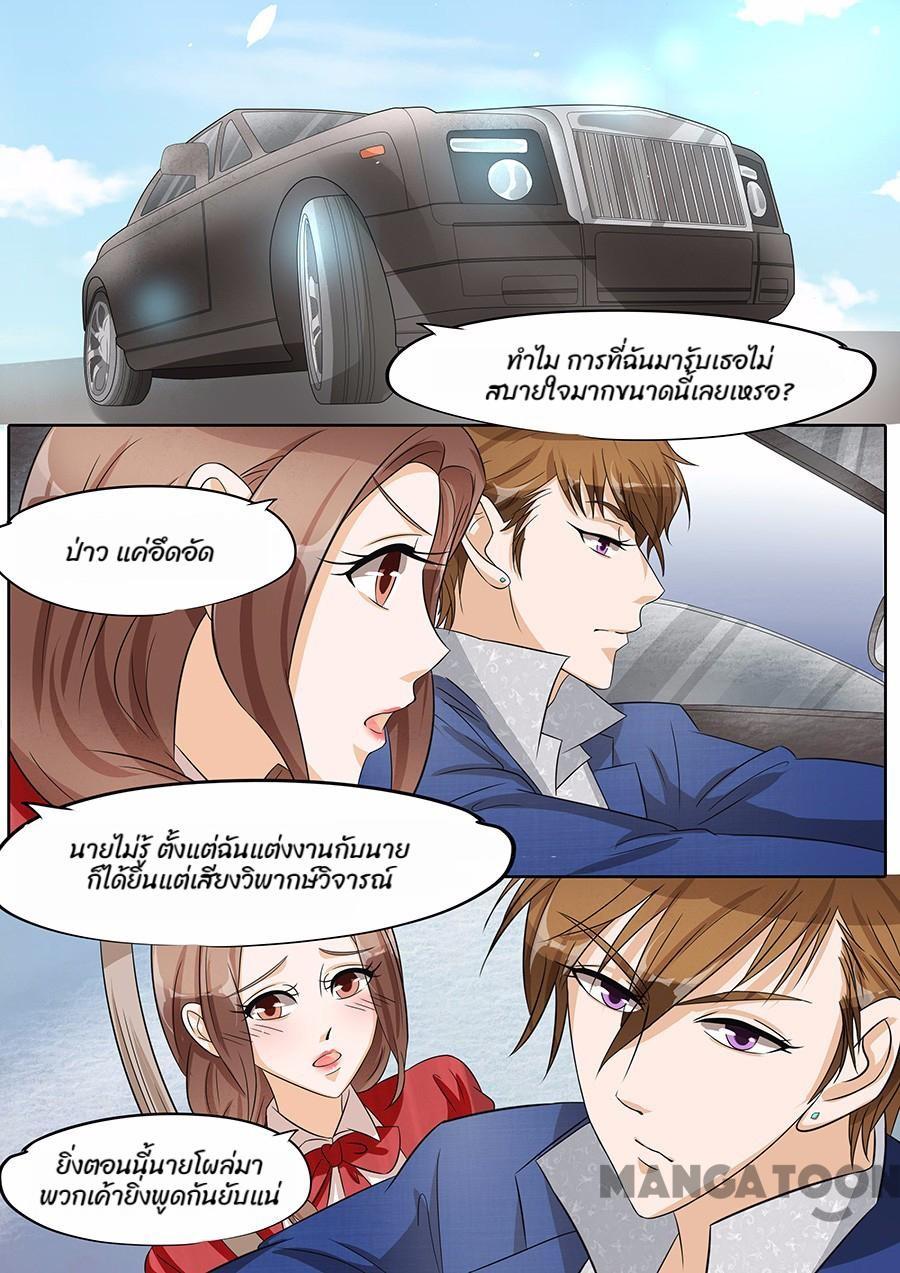 ทำไม การที่ฉันมารับเธอไม่
สบายใจมากขนาดนี้เลยเหรอ?
ป่าว แค่อึดอัด
นายไม่รู้ ตั้งแต่ฉันแต่งงานกับนาย
ก็ได้ยินแต่เสียงวิพากษ์วิจารณ์
ยิ่งตอนนี้นายโผล่มา
พวกเค้ายิ่งพูดกันยับแน่
MANGATOON